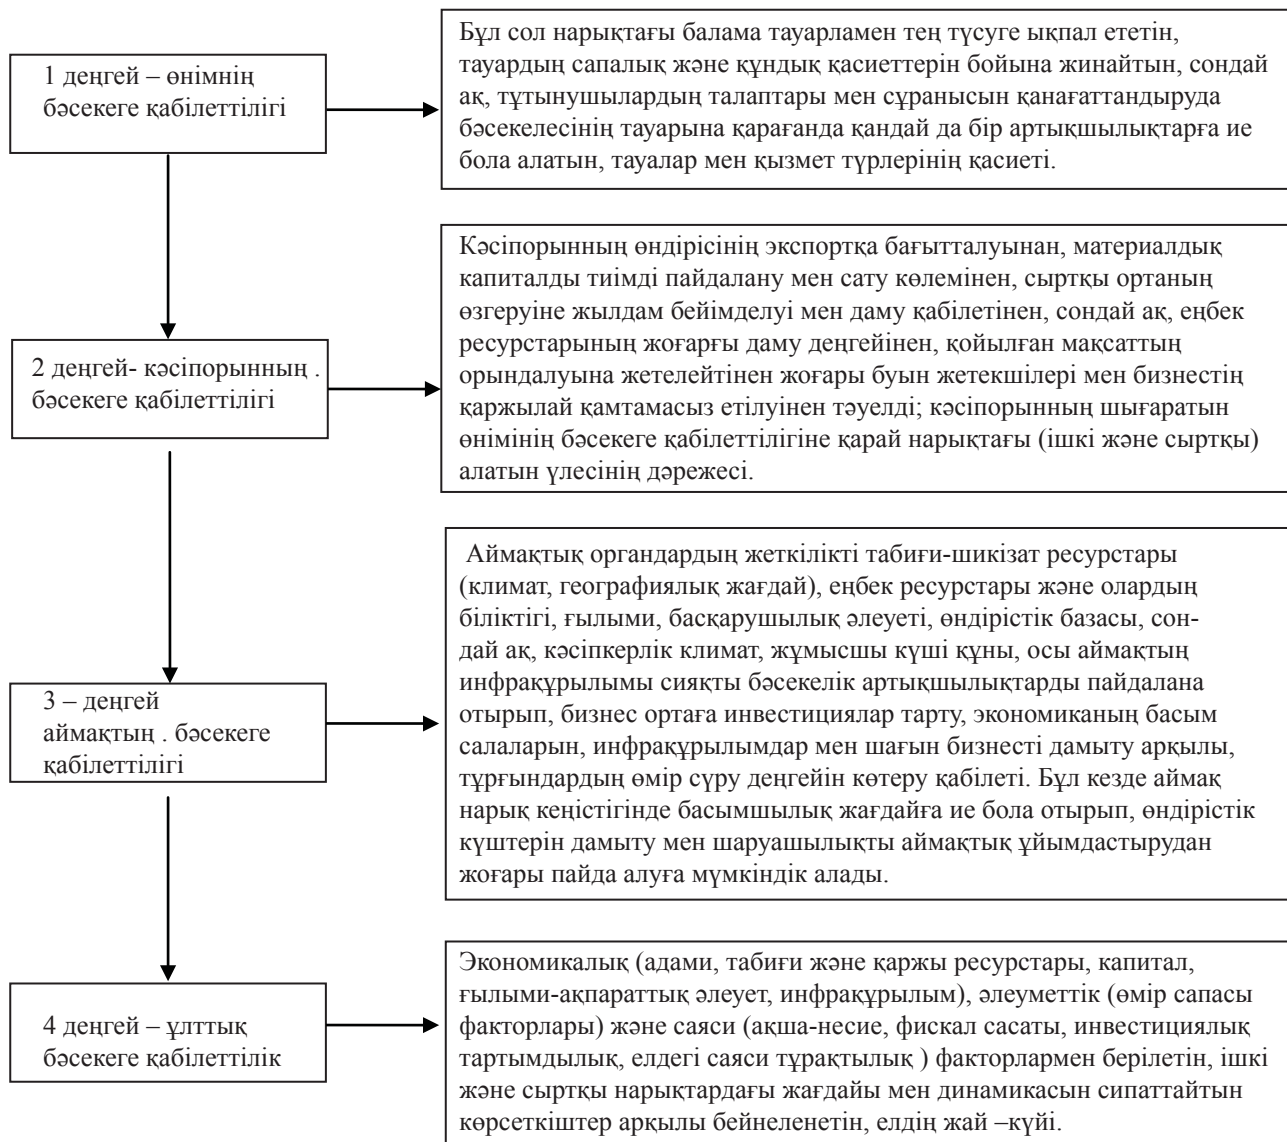 1 деңгей – өнімнің
бәсекеге қабілеттілігі
Бұл сол нарықтағы балама тауарламен тең түсуге ықпал ететін,
тауардың сапалық және құндық қасиеттерін бойына жинайтын, сондай
ақ, тұтынушылардың талаптары мен сұранысын қанағаттандыруда
бәсекелесінің тауарына қарағанда қандай да бір артықшылықтарға ие
бола алатын, тауалар мен қызмет түрлерінің қасиеті.
2 деңгей- кәсіпорынның .
бәсекеге қабілеттілігі
Кәсіпорынның өндірісінің экспортқа бағытталуынан, материалдық
капиталды тиімді пайдалану мен сату көлемінен, сыртқы ортаның
өзгеруіне жылдам бейімделуі мен даму қабілетінен, сондай ақ, еңбек
ресурстарының жоғарғы даму деңгейінен, қойылған мақсаттың
орындалуына жетелейтінен жоғары буын жетекшілері мен бизнестің
қаржылай қамтамасыз етілуінен тәуелді; кәсіпорынның шығаратын
өнімінің бәсекеге қабілеттілігіне қарай нарықтағы (ішкі және сыртқы)
алатын үлесінің дәрежесі.
3 – деңгей
аймақтың . бәсекеге
қабілеттілігі
Аймақтық органдардың жеткілікті табиғи-шикізат ресурстары
(климат, географиялық жағдай), еңбек ресурстары және олардың
біліктігі, ғылыми, басқарушылық әлеуеті, өндірістік базасы, сон-
дай ақ, кәсіпкерлік климат, жұмысшы күші құны, осы аймақтың
инфрақұрылымы сияқты бәсекелік артықшылықтарды пайдалана
отырып, бизнес ортаға инвестициялар тарту, экономиканың басым
салаларын, инфрақұрылымдар мен шағын бизнесті дамыту арқылы,
тұрғындардың өмір сүру деңгейін көтеру қабілеті. Бұл кезде аймақ
нарық кеңістігінде басымшылық жағдайға ие бола отырып, өндірістік
күштерін дамыту мен шаруашылықты аймақтық ұйымдастырудан
жоғары пайда алуға мүмкіндік алады.
4 деңгей – ұлттық
бәсекеге қабілеттілік
Экономикалық (адами, табиғи және қаржы ресурстары, капитал,
ғылыми-ақпараттық әлеует, инфрақұрылым), әлеуметтік (өмір сапасы
факторлары) және саяси (ақша-несие, фискал сасаты, инвестициялық
тартымдылық, елдегі саяси тұрақтылық ) факторлармен берілетін, ішкі
және сыртқы нарықтардағы жағдайы мен динамикасын сипаттайтын
көрсеткіштер арқылы бейнеленетін, елдің жай –күйі.